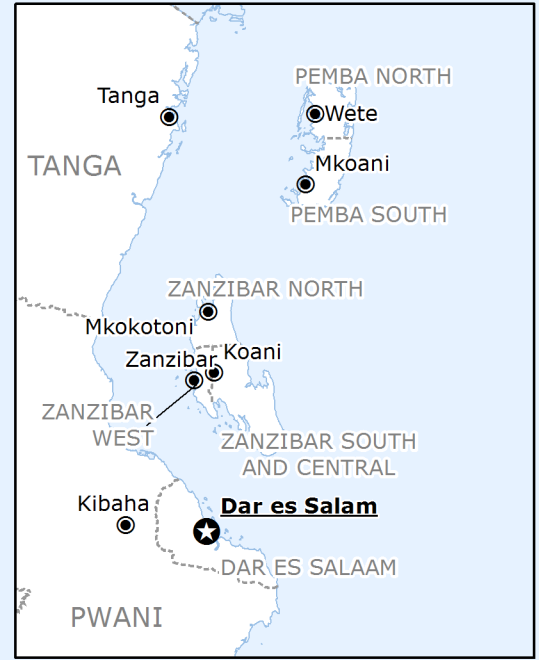 PEMBA NORTH
Tanga
Wete
TANGA
Mkoani
PEMBA SOUTH
ZANZIBAR NORTH
Mkokotoni
Zanzibar
Koani
ZANZIBAR
WEST
ZANZIBAR SOUTH
AND CENTRAL
Kibaha
Dar es Salam
DAR ES SALAAM
PWANI